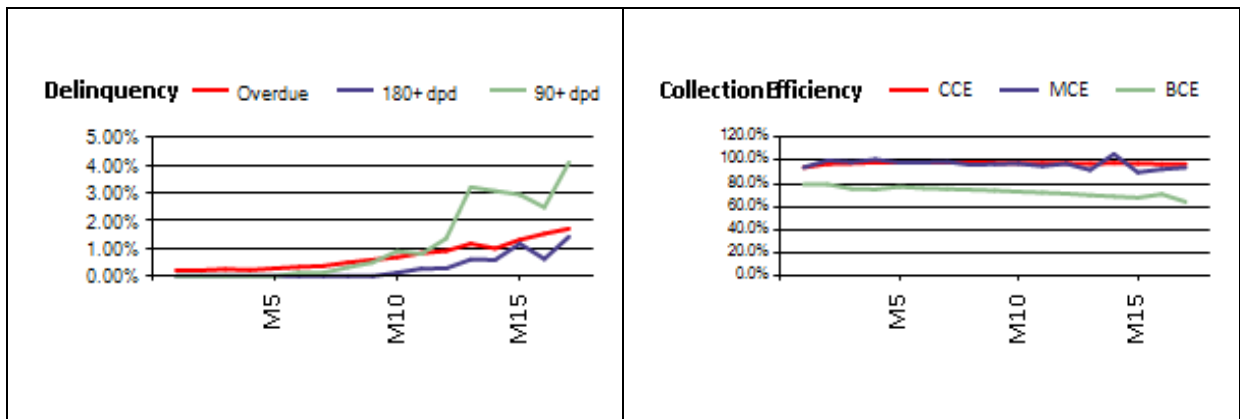 Delinquency Overdue 180+ dpd 90+ dpd
5.00%
4.00%
3.00%
2.00%
1.00%
0.00%
M5
M10
M15
Collection Efficiency CCE MCE BCE
120.0%
100.0%
80.0%
60.0%
40.0%
20.0%
0.0%
M5
M10
M15